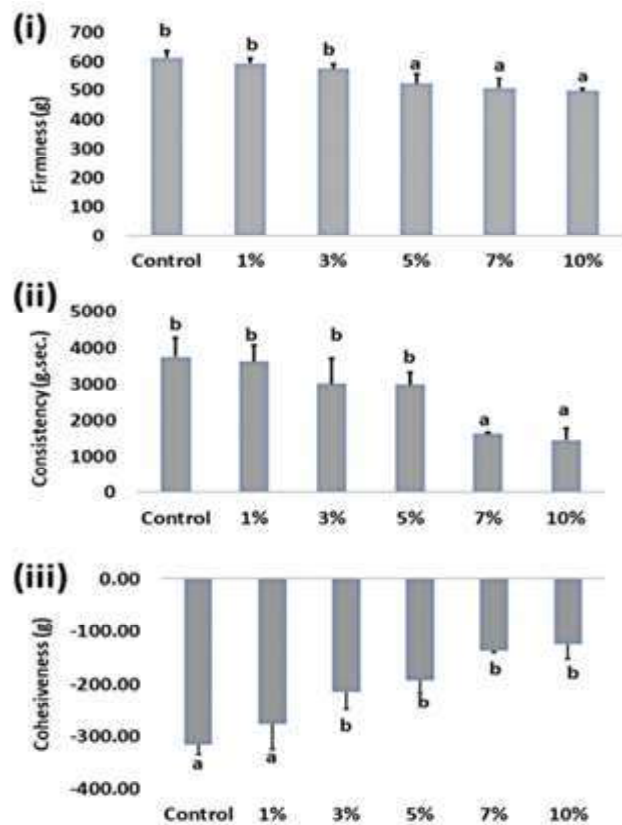 (i)
700
600
500
400
300
200
100
0
Firmness (g)
b b b a a a
Control 1% 3% 5% 7% 10%
(ii)
5000
4000
3000
2000
1000
0
Consistency (g.sec.)
b b b b a a
Control 1% 3% 5% 7% 10%
(iii)
0.00
-100.00
-200.00
-300.00
-400.00
Cohesiveness (g)
a a b b b b
Control 1% 3% 5% 7% 10%